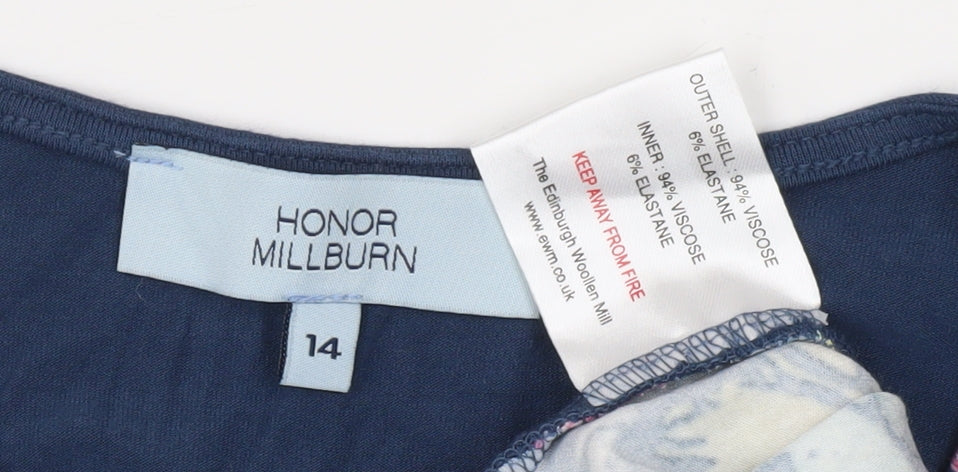 HONOR
MILLBURN
14
OUTER SHELL : 94% VISCOSE
6% ELASTANE
INNER : 94% VISCOSE
6% ELASTANE
KEEP AWAY FROM FIRE
The Edinburgh Woollen Mill
www.ewm.co.uk